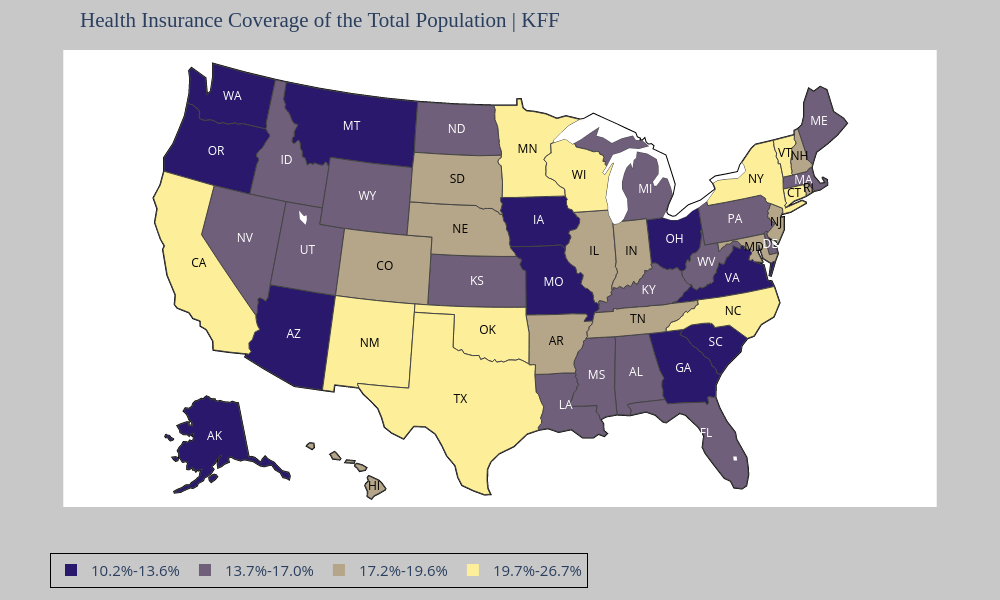 Health Insurance Coverage of the Total Population | KFF
WA
MT
ND
ME
OR
ID
MN
VT
NH
SD
WI
NY
MA
WY
MI
CT
RI
IA
PA
NJ
NE
NV
UT
OH
DE
IL
IN
MD
CA
CO
WV
KS
MO
VA
KY
NC
TN
AZ
OK
NM
AR
SC
GA
MS
AL
TX
LA
FL
AK
HI
10.2%-13.6%
13.7%-17.0%
17.2%-19.6%
19.7%-26.7%